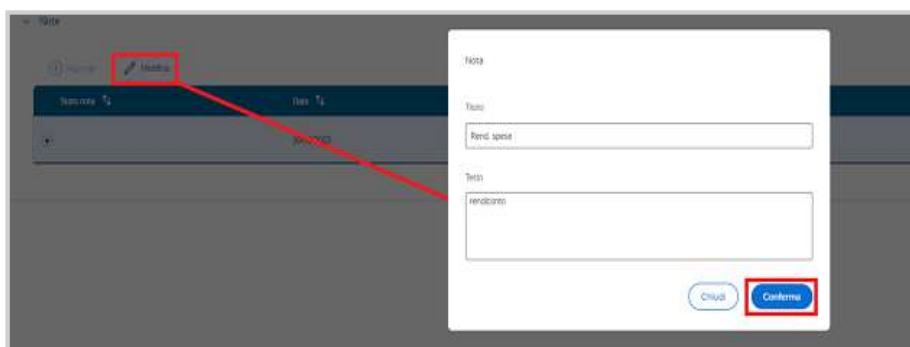 Note
Modifica
Stato nota
Data
Nota
Titolo
Rend. spese
Testo
rendiconto
Chiudi
Conferma